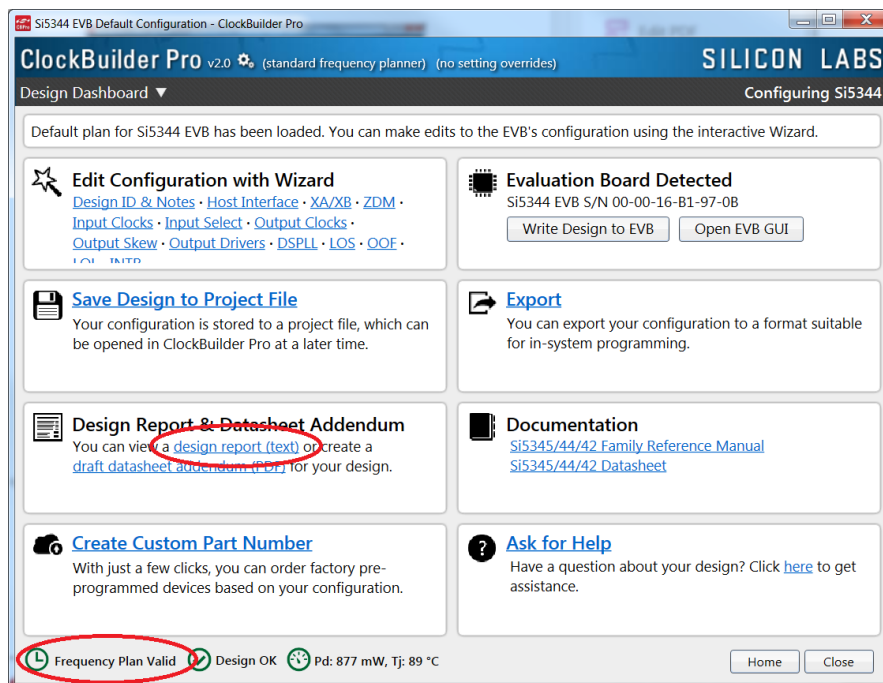 Si5344 EVB Default Configuration - ClockBuilder Pro
ClockBuilder Pro v2.0 (standard frequency planner) (no setting overrides) SILICON LABS
Design Dashboard ▼ Configuring Si5344
Default plan for Si5344 EVB has been loaded. You can make edits to the EVB's configuration using the interactive Wizard.
Edit Configuration with Wizard
Design ID & Notes · Host Interface · XA/XB · ZDM ·
Input Clocks · Input Select · Output Clocks ·
Output Skew · Output Drivers · DSPLL · LOS · OOF ·
LOL · INTR
Evaluation Board Detected
Si5344 EVB S/N 00-00-16-B1-97-0B
Write Design to EVB Open EVB GUI
Save Design to Project File
Your configuration is stored to a project file, which can
be opened in ClockBuilder Pro at a later time.
Export
You can export your configuration to a format suitable
for in-system programming.
Design Report & Datasheet Addendum
You can view a design report (text) or create a
draft datasheet addendum (PDF) for your design.
Documentation
Si5345/44/42 Family Reference Manual
Si5345/44/42 Datasheet
Create Custom Part Number
With just a few clicks, you can order factory pre-
programmed devices based on your configuration.
Ask for Help
Have a question about your design? Click here to get
assistance.
Frequency Plan Valid Design OK Pd: 877 mW, Tj: 89 °C
Home Close